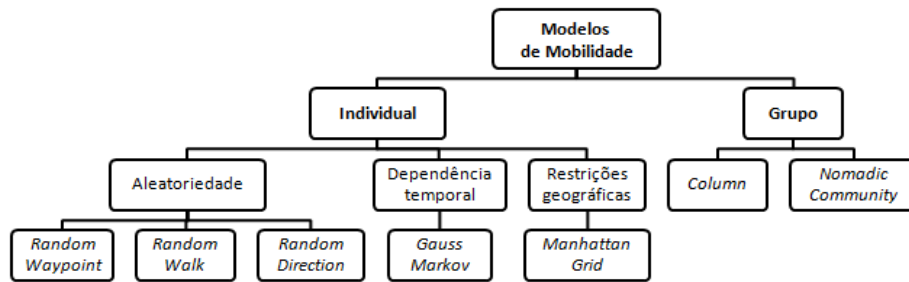 Modelos
de Mobilidade
Individual
Grupo
Aleatoriedade
Dependência
temporal
Restrições
geográficas
Column
Nomadic
Community
Random
Waypoint
Random
Walk
Random
Direction
Gauss
Markov
Manhattan
Grid